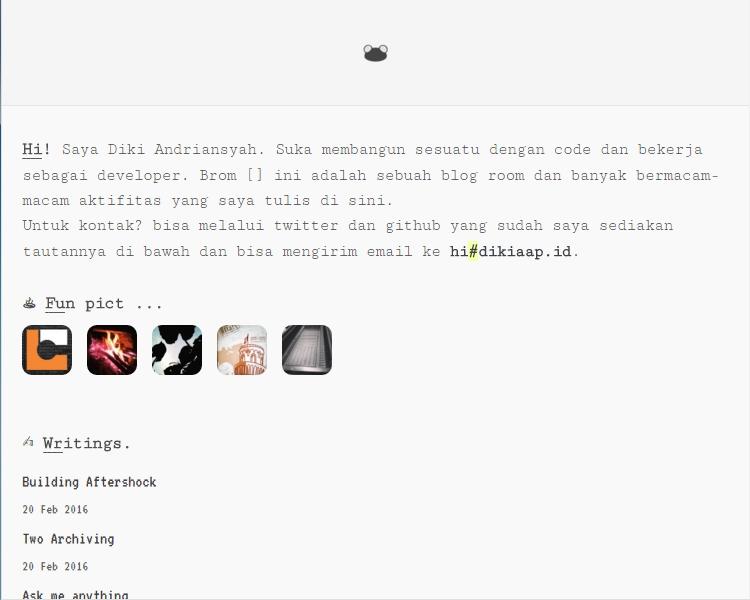 Hi! Saya Diki Andriansyah. Suka membangun sesuatu dengan code dan bekerja
sebagai developer. Brom [] ini adalah sebuah blog room dan banyak bermacam-
macam aktifitas yang saya tulis di sini.
Untuk kontak? bisa melalui twitter dan github yang sudah saya sediakan
tautannya di bawah dan bisa mengirim email ke hi#dikiaap.id.
Fun pict ...
Writings.
Building Aftershock
20 Feb 2016
Two Archiving
20 Feb 2016
Ask me anything